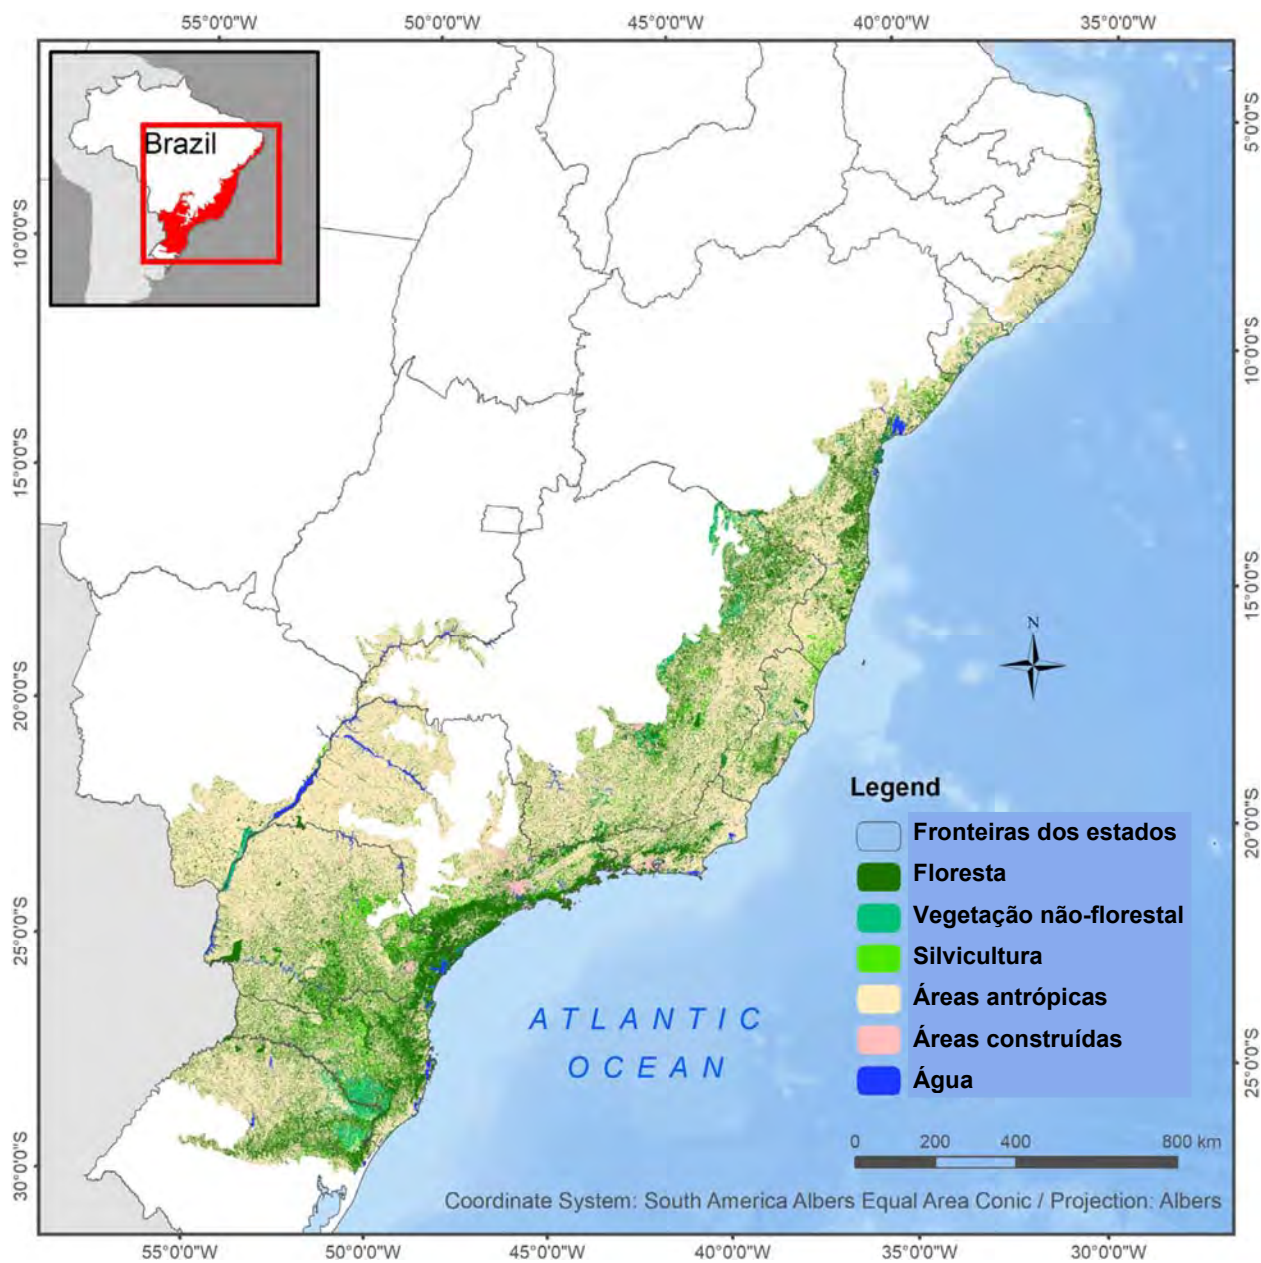 55°0'0"W 50°0'0"W 45°0'0"W 40°0'0"W 35°0'0"W
Brazil
5°0'0"S
10°0'0"S
10°0'0"S
15°0'0"S
15°0'0"S
N
20°0'0"S
Legend
20°0'0"S
Fronteiras dos estados
Floresta
Vegetação não-florestal
25°0'0"S
Silvicultura
Áreas antrópicas
ATLANTIC
OCEAN
Áreas construídas
25°0'0"S
Água
30°0'0"S
0 200 400 800 km
Coordinate System: South America Albers Equal Area Conic / Projection: Albers
55°0'0"W 50°0'0"W 45°0'0"W 40°0'0"W 35°0'0"W 30°0'0"W